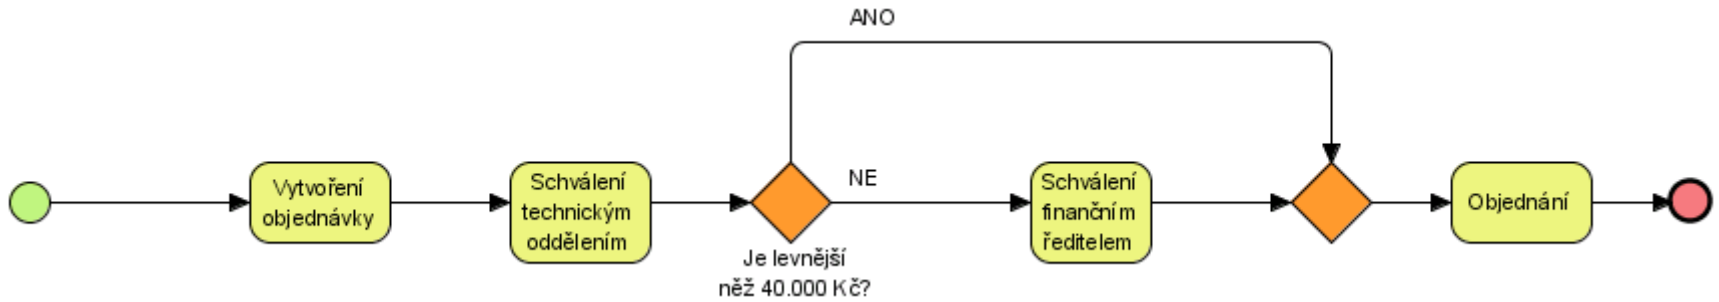 ANO
Vytvoření
objednávky
Schválení
technickým
oddělením
Je levnější
něž 40.000 Kč?
NE
Schválení
finančním
ředitelem
Objednání